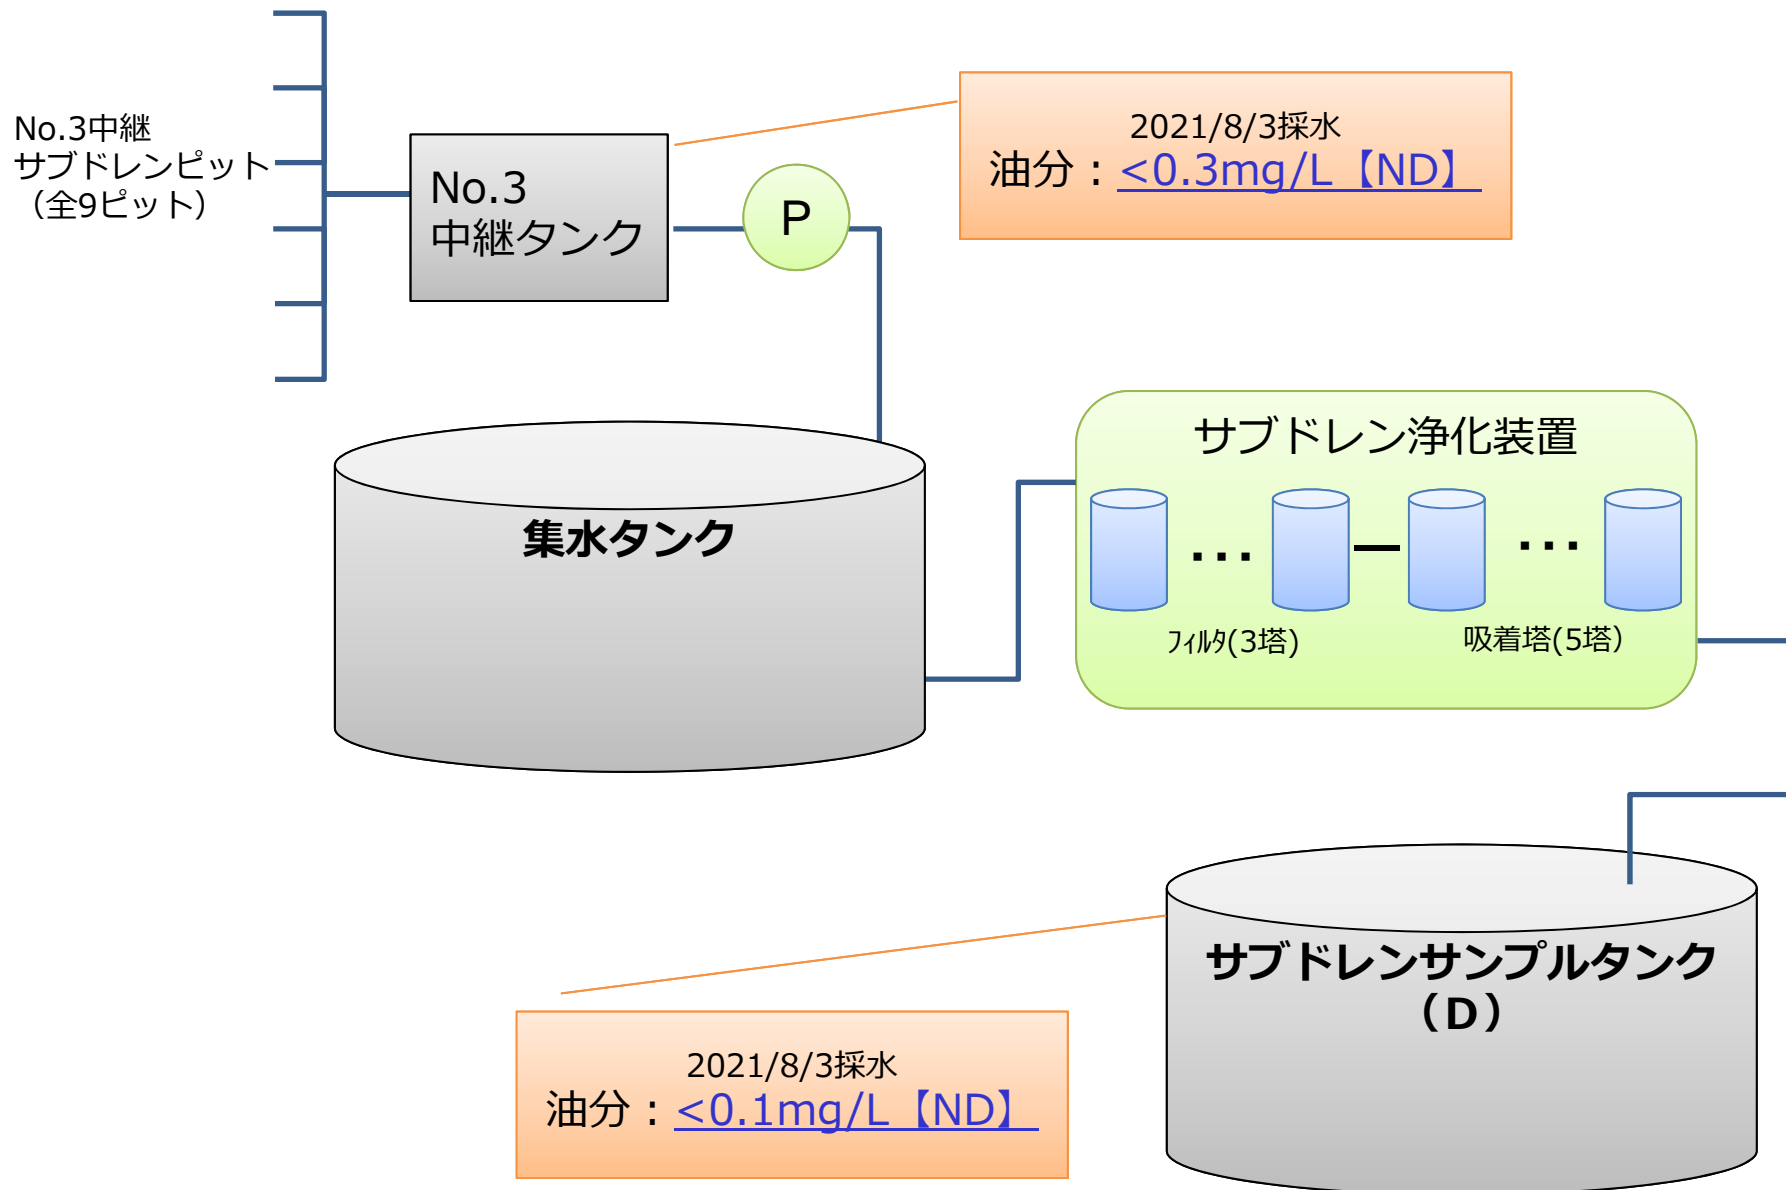 No.3中継
サブドレンピット
（全9ピット）
No.3
中継タンク
P
2021/8/3採水
油分：<0.3mg/L【ND】
集水タンク
サブドレン浄化装置
･･･
･･･
ﾌｨﾙﾀ(3塔)
吸着塔(5塔）
サブドレンサンプルタンク
（D）
2021/8/3採水
油分：<0.1mg/L【ND】